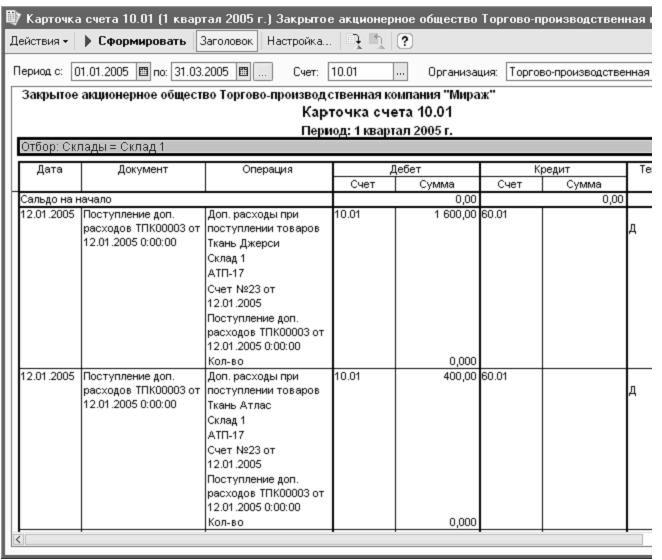 Карточка счета 10.01 (1 квартал 2005 г.) Закрытое акционерное общество Торгово-производственная
Действия Сформировать Заголовок Настройка... ?
Период с: 01.01.2005 по: 31.03.2005 ... Счет: 10.01 ... Организация: Торгово-производственная
Закрытое акционерное общество Торгово-производственная компания "Мираж"
Карточка счета 10.01
Период: 1 квартал 2005 г.
Отбор: Склады = Склад 1
Дата Документ Операция Дебет Кредит Те
Счет Сумма Счет Сумма
Сальдо на начало 0,00 0,00
12.01.2005 Поступление доп. Доп. расходы при 10.01 1 600,00 60.01
расходов ТПК00003 от поступлении товаров Д
12.01.2005 0:00:00 Ткань Джерси
Склад 1
АТП-17
Счет №23 от
12.01.2005
Поступление доп.
расходов ТПК00003 от
12.01.2005 0:00:00
Кол-во 0,000
12.01.2005 Поступление доп. Доп. расходы при 10.01 400,00 60.01
расходов ТПК00003 от поступлении товаров Д
12.01.2005 0:00:00 Ткань Атлас
Склад 1
АТП-17
Счет №23 от
12.01.2005
Поступление доп.
расходов ТПК00003 от
12.01.2005 0:00:00
Кол-во 0,000